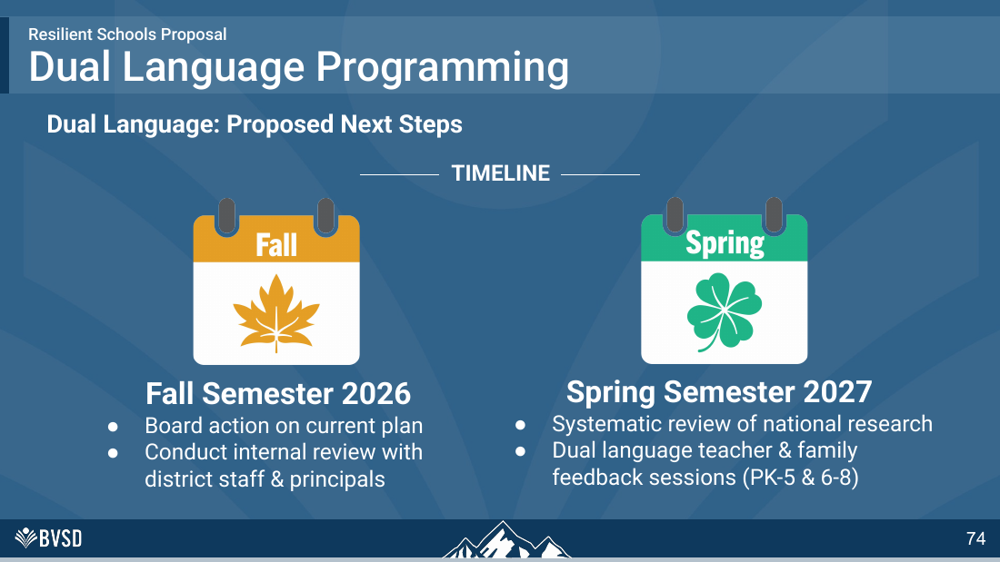 Resilient Schools Proposal
Dual Language Programming
Dual Language: Proposed Next Steps
TIMELINE
Fall
Spring
Fall Semester 2026
● Board action on current plan
● Conduct internal review with
district staff & principals
Spring Semester 2027
● Systematic review of national research
● Dual language teacher & family
feedback sessions (PK-5 & 6-8)
BVSD
74